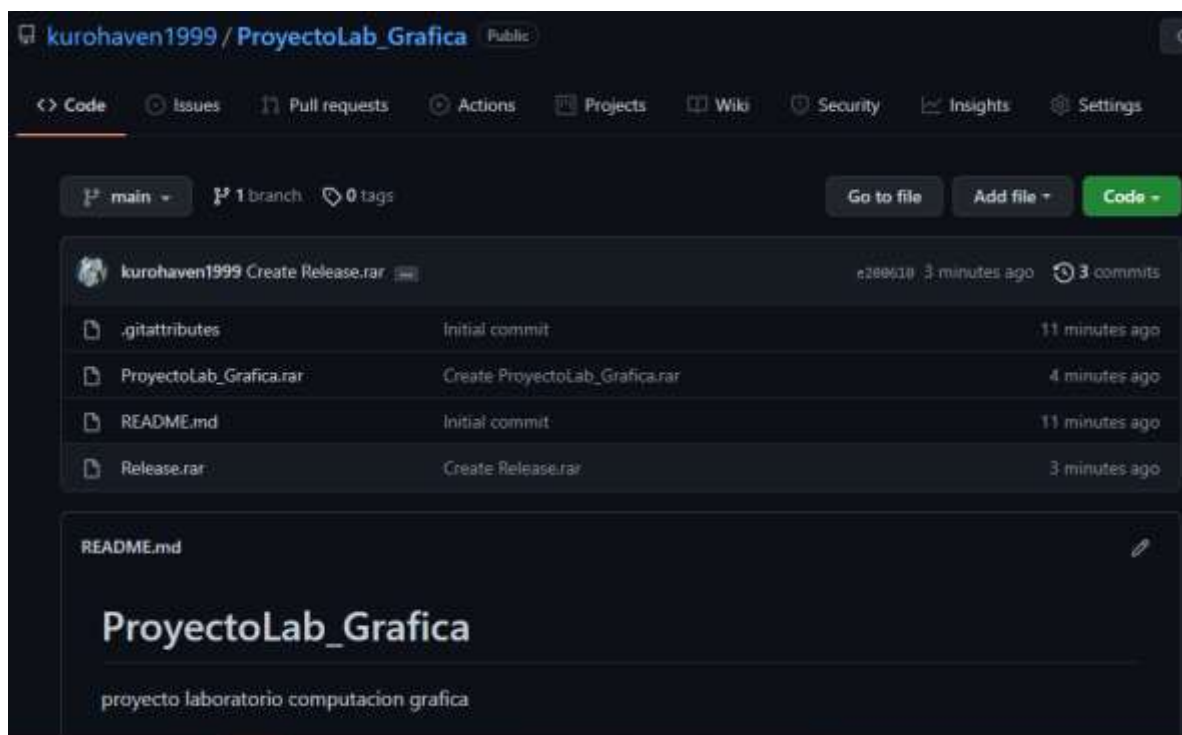 kurohaven1999 / ProyectoLab_Grafica Public
<> Code Issues Pull requests Actions Projects Wiki Security Insights Settings
main 1 branch 0 tags Go to file Add file Code
kurohaven1999 Create Release.rar 3 minutes ago 3 commits
.gitattributes Initial commit 11 minutes ago
ProyectoLab_Grafica.rar Create ProyectoLab_Grafica.rar 4 minutes ago
README.md Initial commit 11 minutes ago
Release.rar Create Release.rar 3 minutes ago
README.md
ProyectoLab_Grafica
proyecto laboratorio computacion grafica